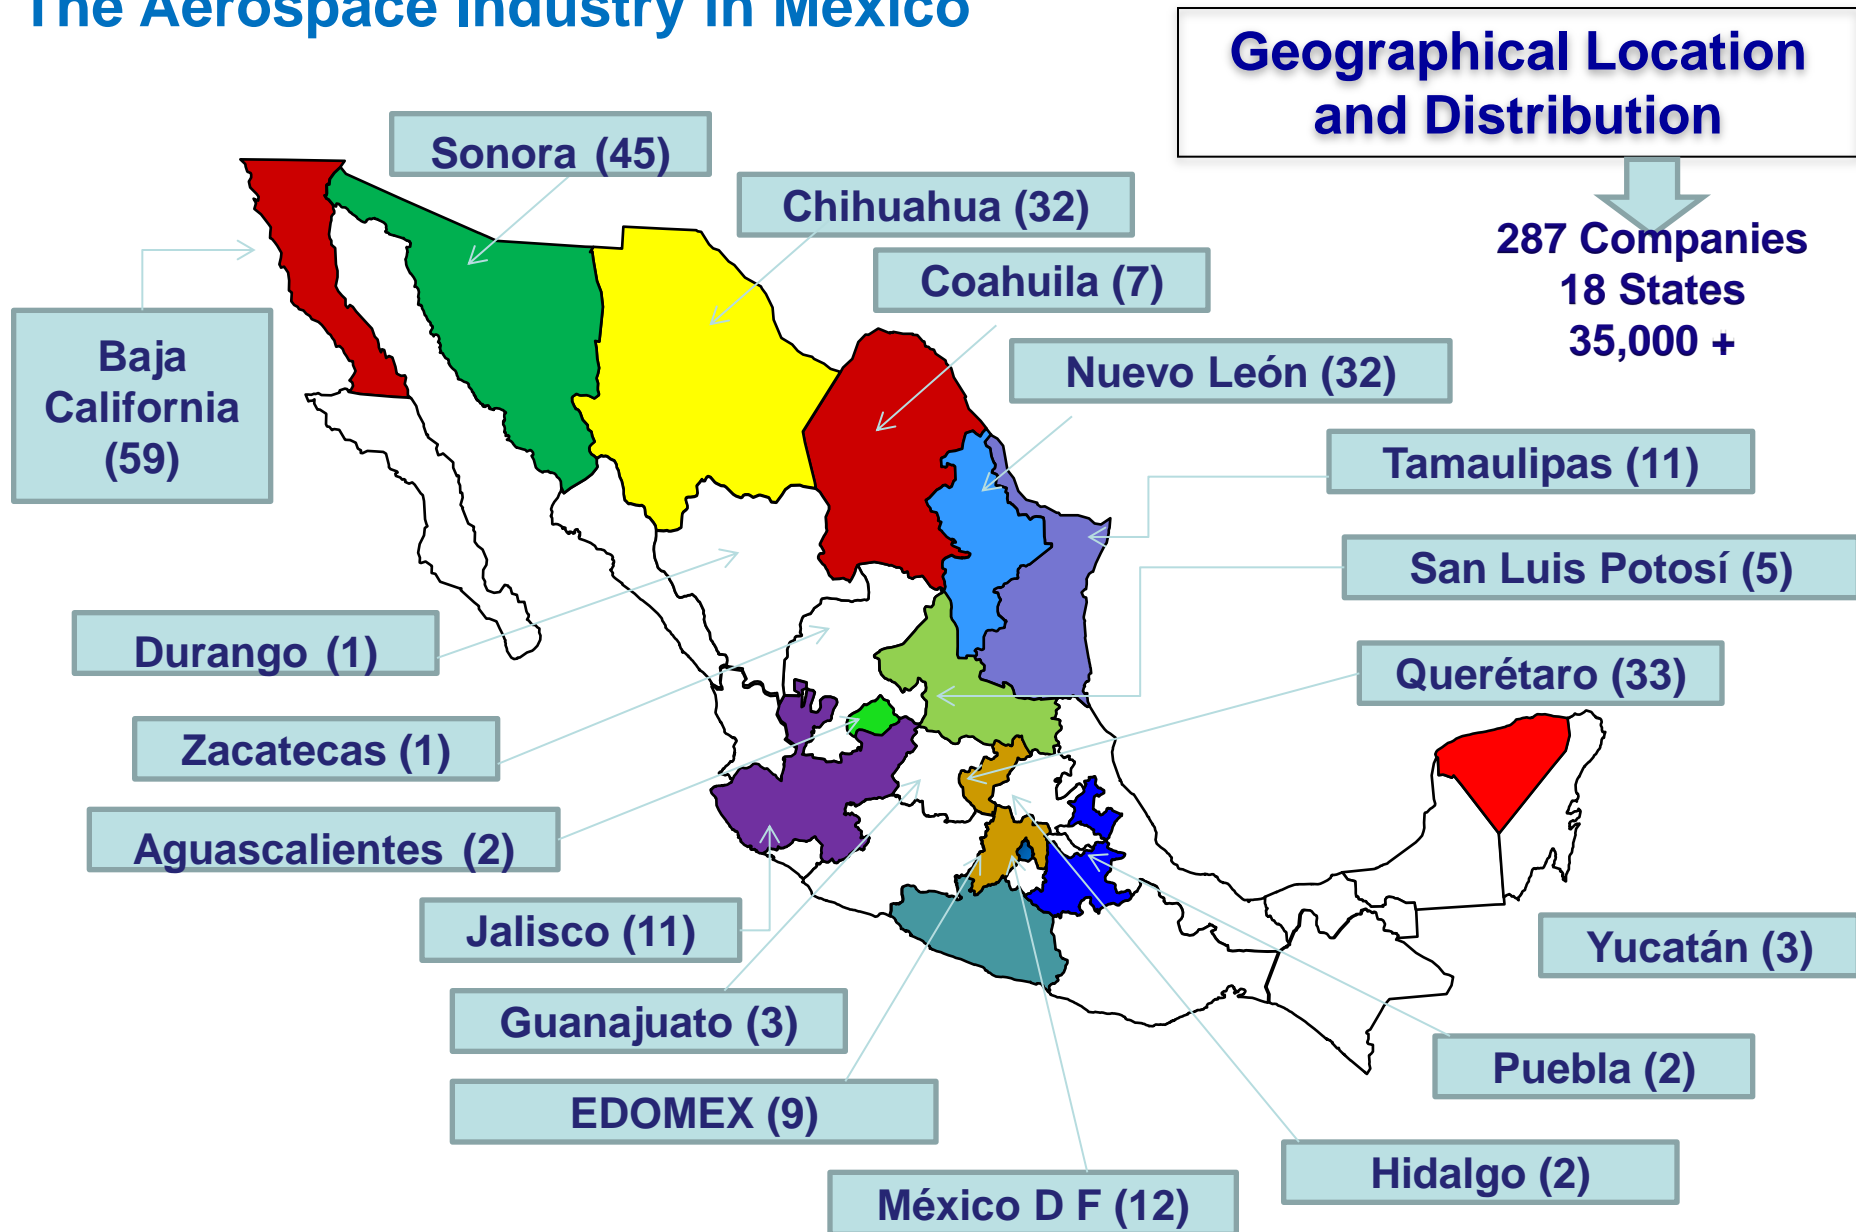 The Aerospace Industry in Mexico
Geographical Location
and Distribution
287 Companies
18 States
35,000 +
Sonora (45)
Chihuahua (32)
Coahuila (7)
Nuevo León (32)
Baja
California
(59)
Tamaulipas (11)
San Luis Potosí (5)
Durango (1)
Querétaro (33)
Zacatecas (1)
Aguascalientes (2)
Jalisco (11)
Yucatán (3)
Guanajuato (3)
Puebla (2)
EDOMEX (9)
Hidalgo (2)
México D F (12)